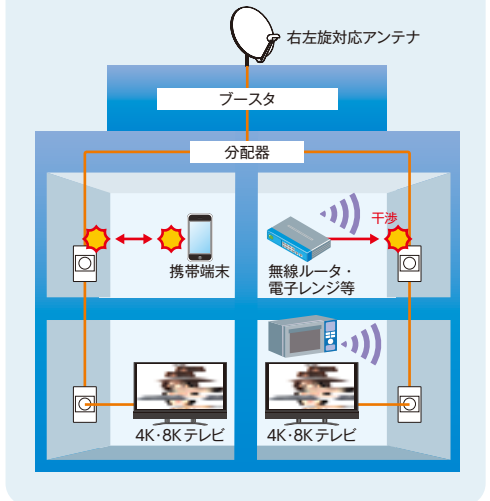 右左旋対応アンテナ
ブースタ
分配器
干渉
携帯端末
無線ルータ・
電子レンジ等
4K·8Kテレビ
4K·8Kテレビ